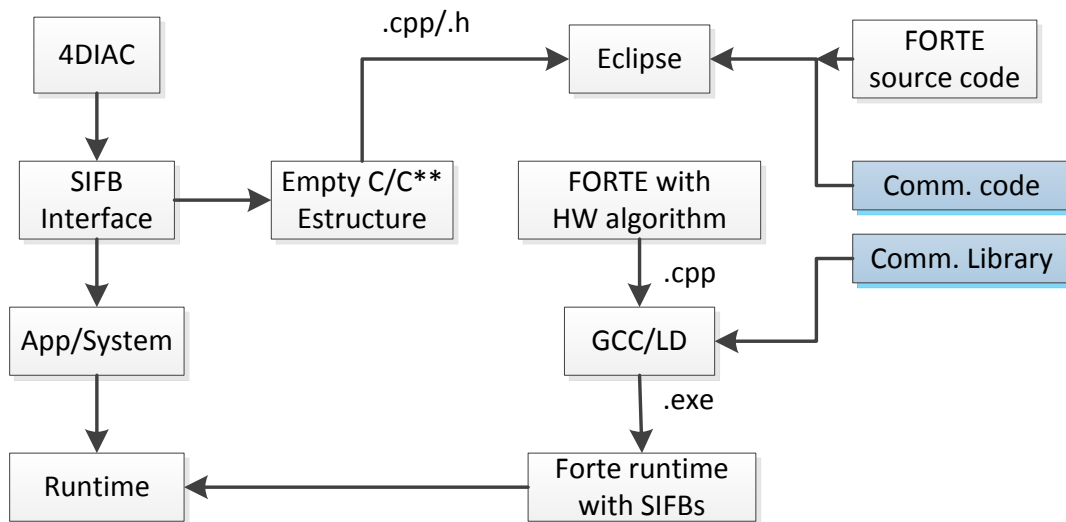 .cpp/.h
4DIAC
Eclipse
FORTE
source code
SIFB
Interface
Empty C/C**
Estructure
FORTE with
HW algorithm
Comm. code
Comm. Library
.cpp
App/System
GCC/LD
.exe
Runtime
Forte runtime
with SIFBs